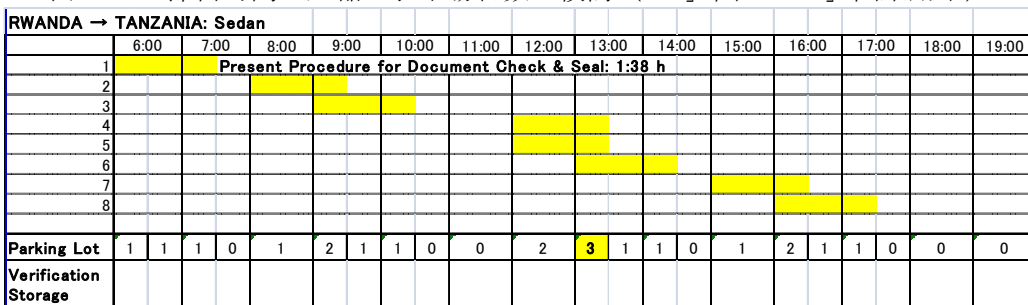 RWANDA → TANZANIA: Sedan
6:00 7:00 8:00 9:00 10:00 11:00 12:00 13:00 14:00 15:00 16:00 17:00 18:00 19:00
1 Present Procedure for Document Check & Seal: 1:38 h
2
3
4
5
6
7
8
Parking Lot 1 1 1 0 1 2 1 1 0 0 2 3 1 1 0 1 2 1 1 0 0 0
Verification
Storage